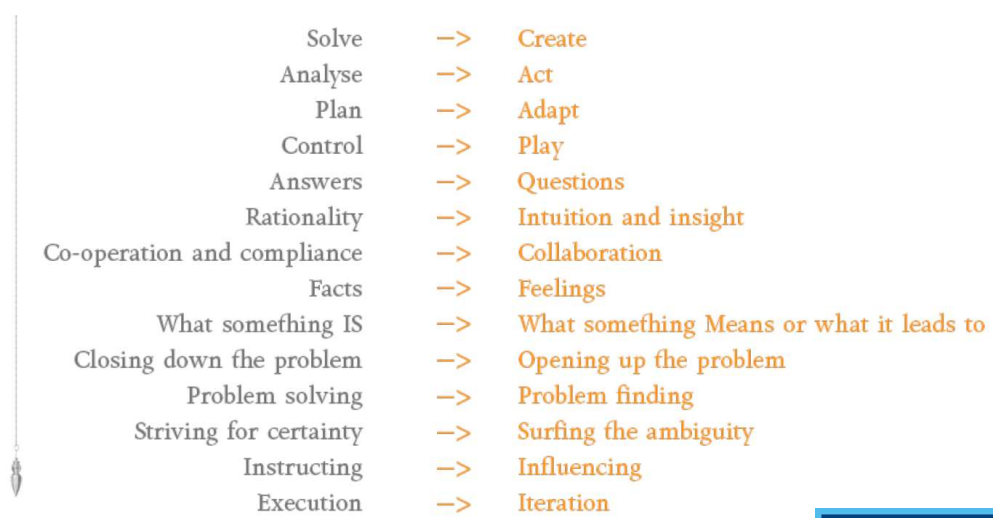 Solve —> Create
Analyse —> Act
Plan —> Adapt
Control —> Play
Answers —> Questions
Rationality —> Intuition and insight
Co-operation and compliance —> Collaboration
Facts —> Feelings
What something IS —> What something Means or what it leads to
Closing down the problem —> Opening up the problem
Problem solving —> Problem finding
Striving for certainty —> Surfing the ambiguity
Instructing —> Influencing
Execution —> Iteration